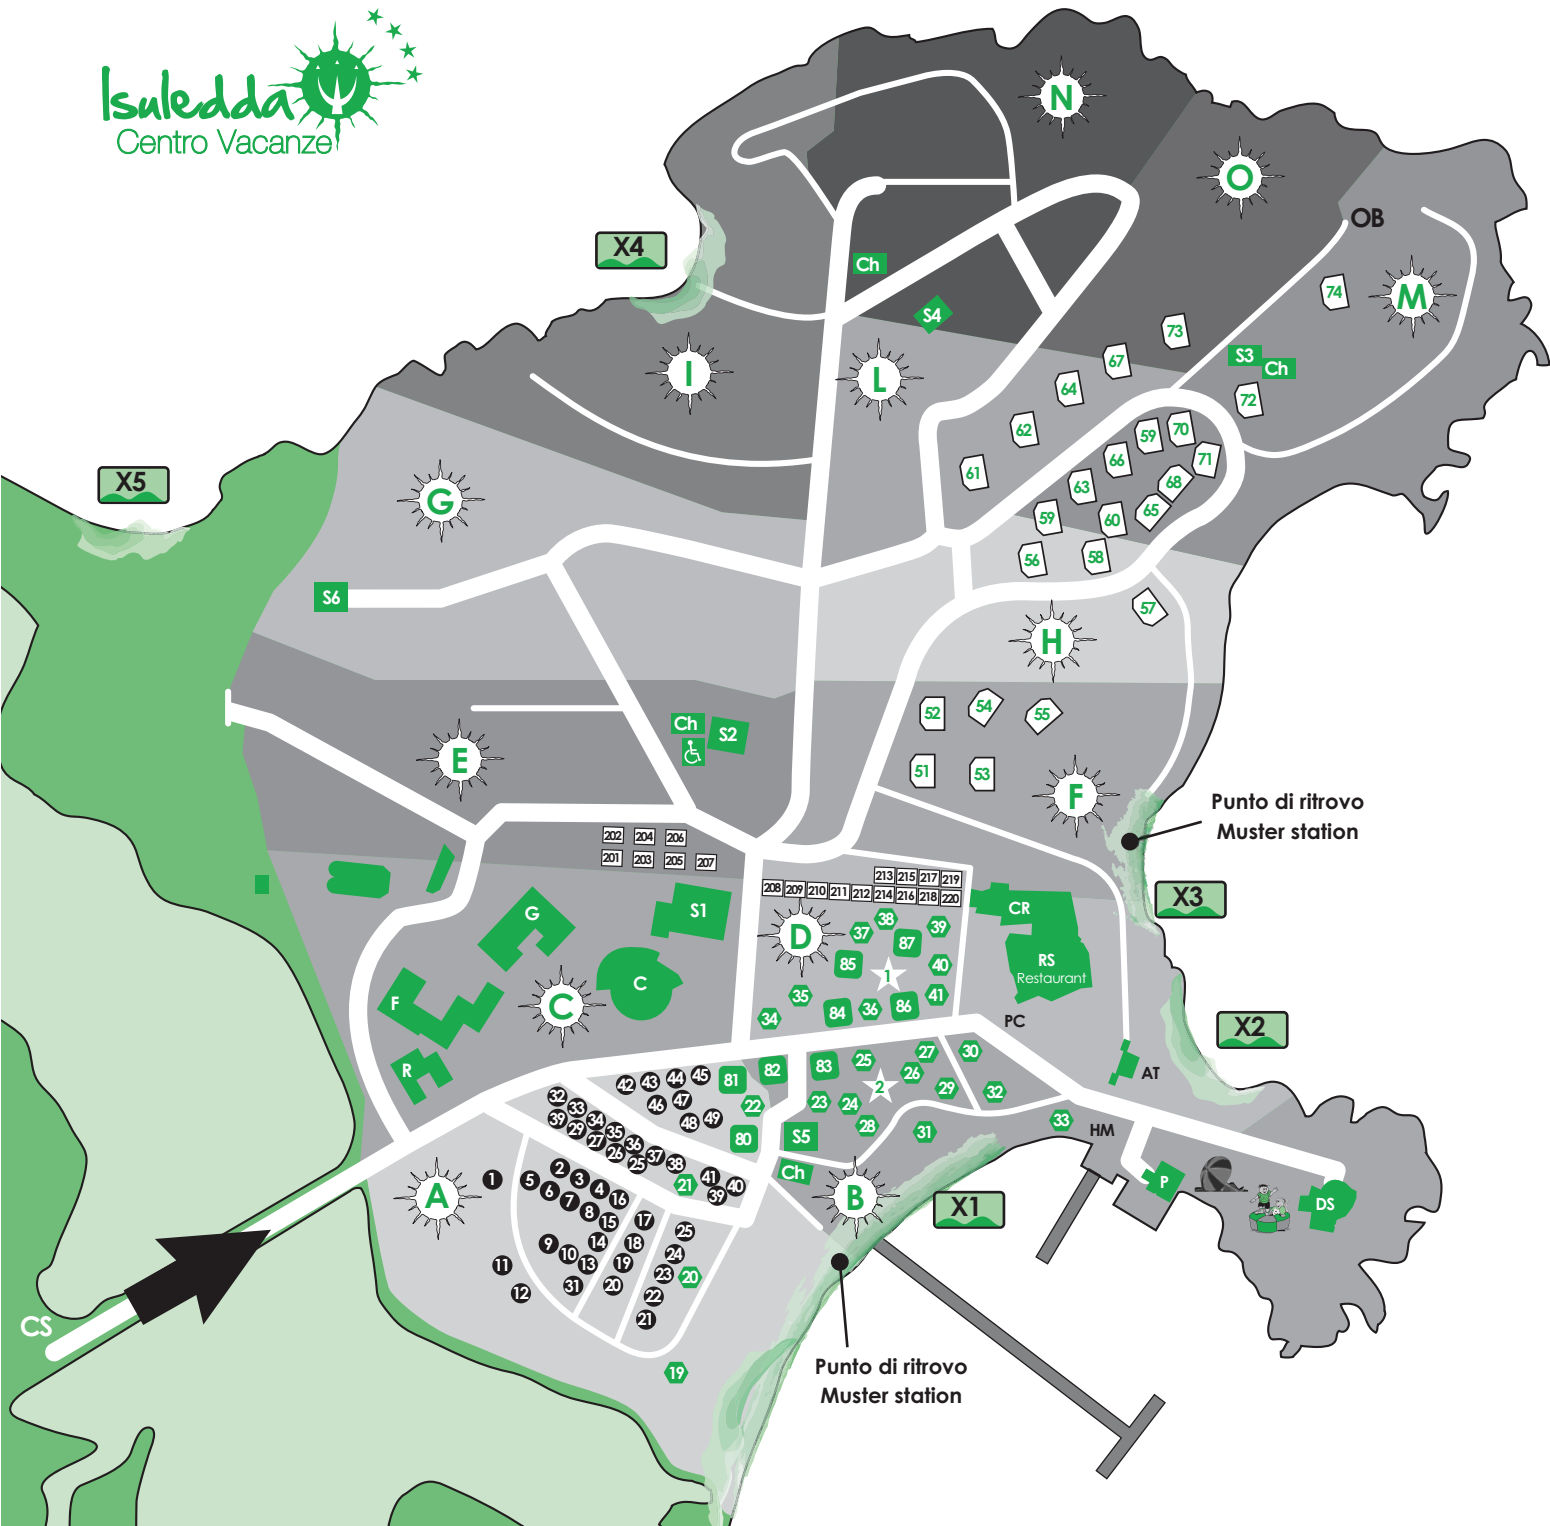 Isuledda
Centro Vacanze
N
O
OB
X4
Ch
M
74
S4
73
I
L
67
S3
Ch
64
72
62
59
70
66
71
61
63
68
X5
G
65
59
60
56
58
S6
57
H
52
54
55
Ch
S2
E
51
53
F
Punto di ritrovo
Muster station
202
204
206
201
203
205
207
213
215
217
219
208
209
210
211
212
214
216
218
220
X3
G
S1
CR
38
D
37
39
87
85
40
RS
Restaurant
1
C
35
41
F
C
84
36
86
34
PC
X2
27
30
25
83
82
26
R
45
44
43
42
81
AT
2
29
32
32
47
46
22
23
24
33
39
34
49
48
33
29
35
28
27
36
80
S5
31
HM
26
37
25
38
Ch
2
41
1
5
3
21
40
P
A
6
4
16
39
B
7
X1
DS
8
15
17
9
14
18
25
10
24
11
13
19
23
20
12
31
20
22
21
CS
Punto di ritrovo
Muster station
19